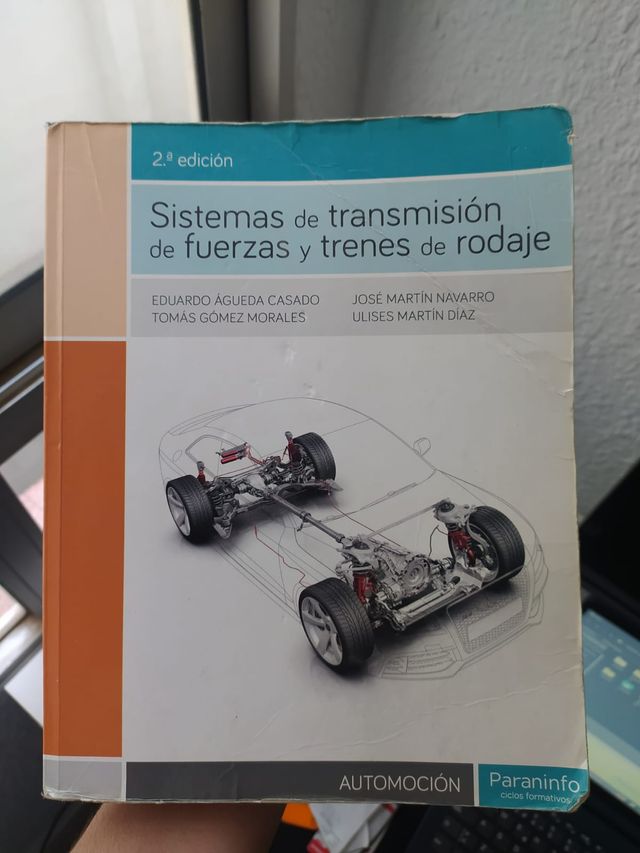 2.ª edición
Sistemas de transmisión
de fuerzas y trenes de rodaje
EDUARDO ÁGUEDA CASADO
TOMÁS GÓMEZ MORALES
JOSÉ MARTÍN NAVARRO
ULISES MARTÍN DÍAZ
AUTOMOCIÓN
Paraninfo
ciclos formativos